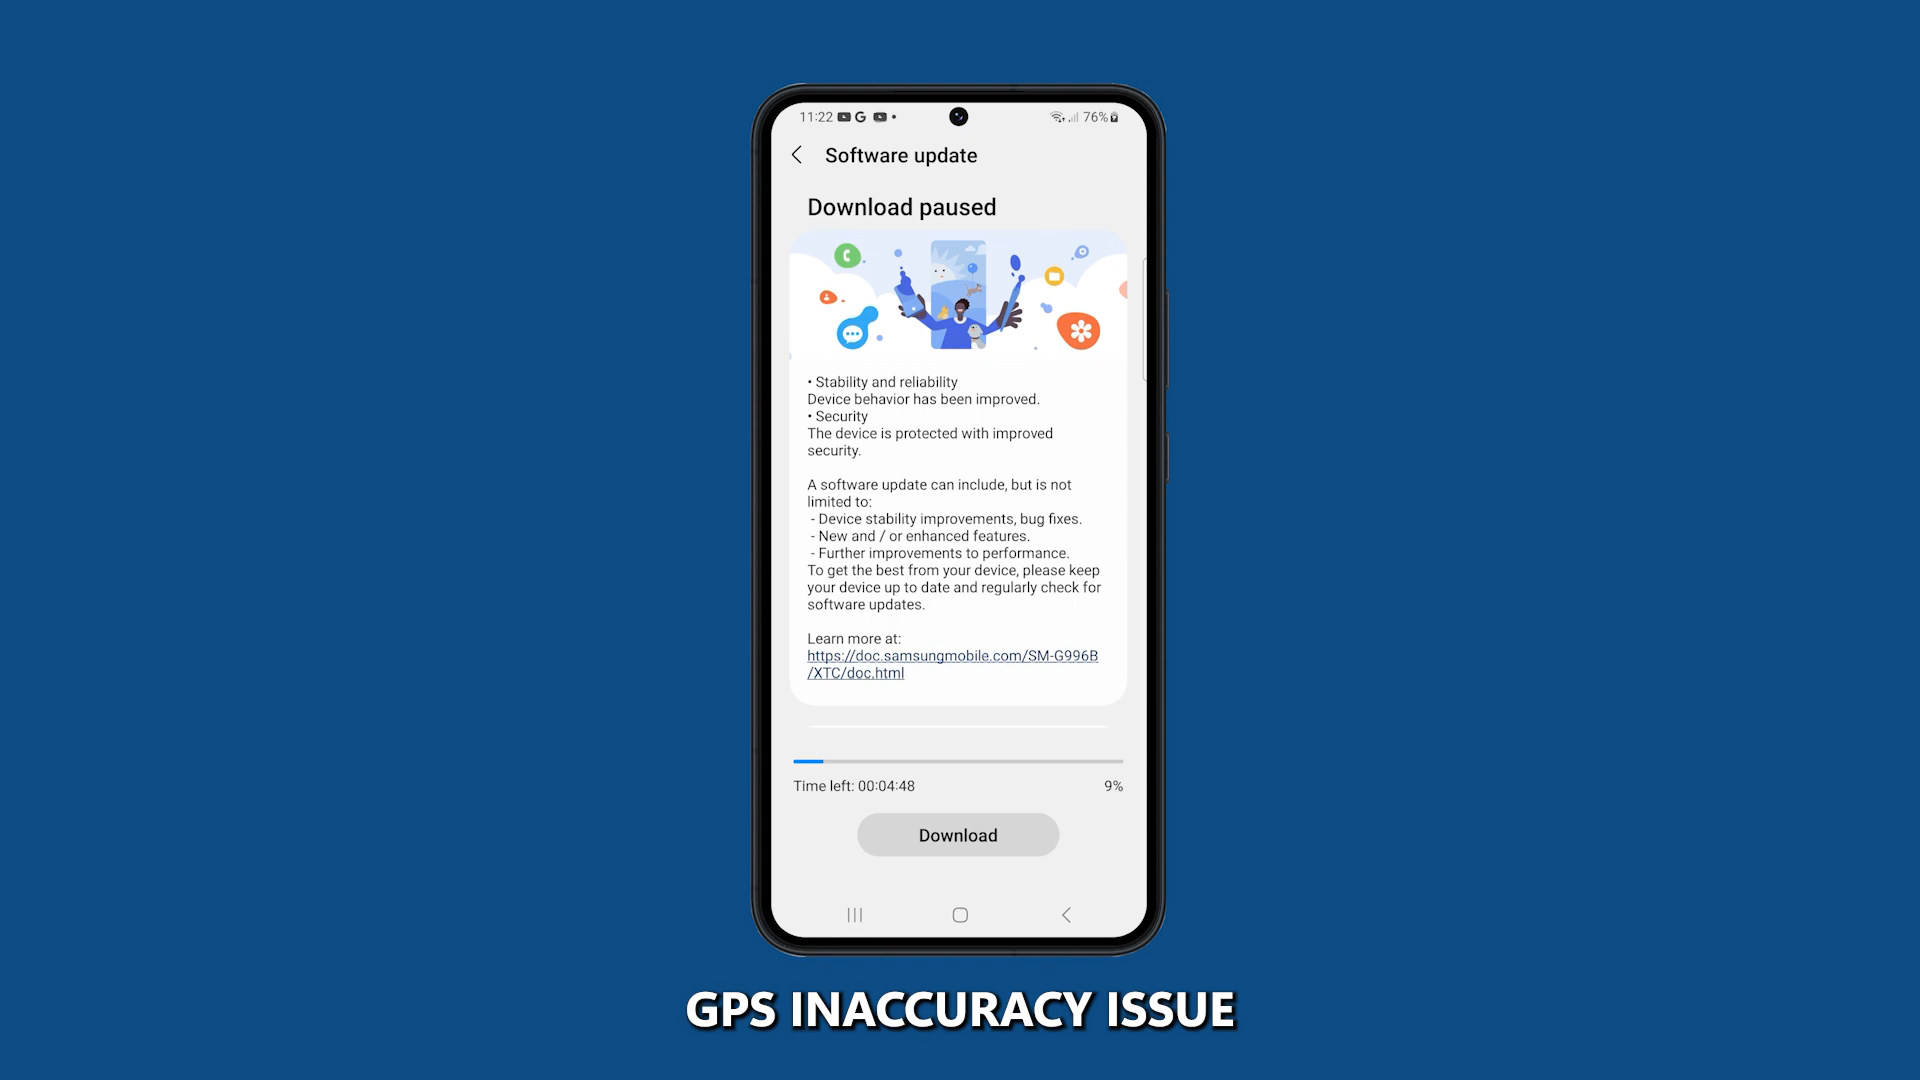 11:22
76%
Software update
Download paused
• Stability and reliability
Device behavior has been improved.
• Security
The device is protected with improved
security.
A software update can include, but is not
limited to:
- Device stability improvements, bug fixes.
- New and / or enhanced features.
- Further improvements to performance.
To get the best from your device, please keep
your device up to date and regularly check for
software updates.
Learn more at:
https://doc.samsungmobile.com/SM-G996B
/XTC/doc.html
Time left: 00:04:48
9%
Download
GPS INACCURACY ISSUE